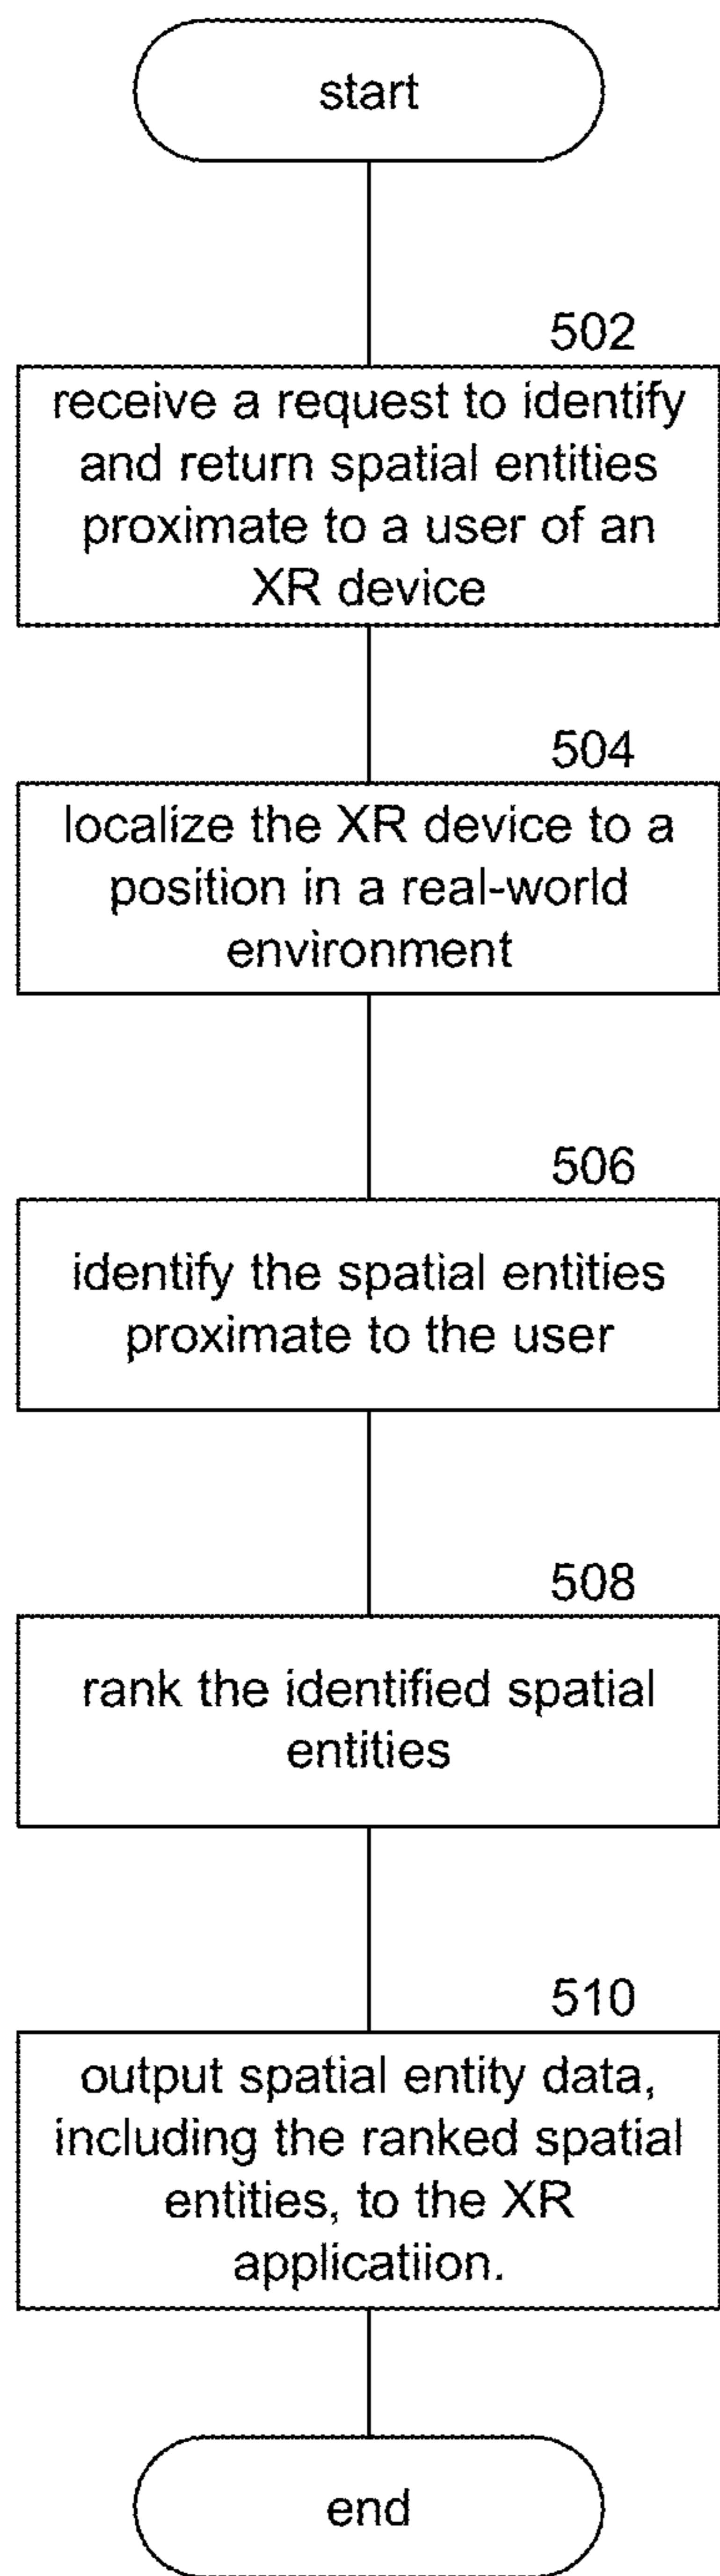 start
502
receive a request to identify
and return spatial entities
proximate to a user of an
XR device
504
localize the XR device to a
position in a real-world
environment
506
identify the spatial entities
proximate to the user
508
rank the identified spatial
entities
510
output spatial entity data,
including the ranked spatial
entities, to the XR
applicatiion.
end